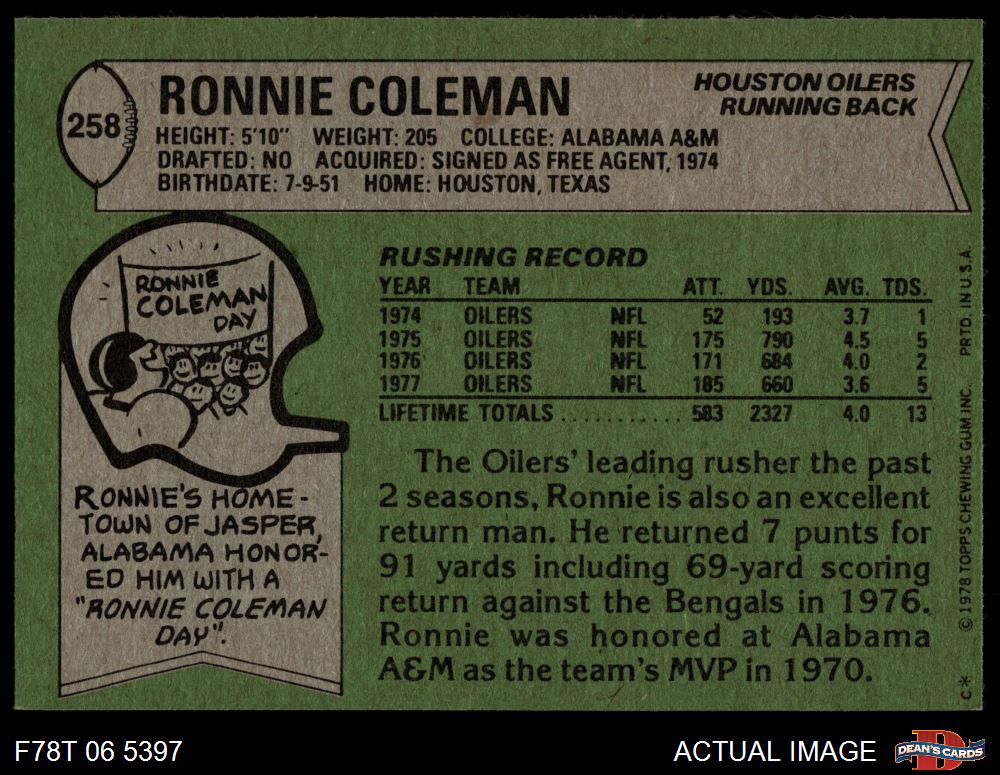 258
RONNIE COLEMAN
HOUSTON OILERS
RUNNING BACK
HEIGHT: 5'10" WEIGHT: 205 COLLEGE: ALABAMA A&M
DRAFTED: NO ACQUIRED: SIGNED AS FREE AGENT, 1974
BIRTHDATE: 7-9-51 HOME: HOUSTON, TEXAS
RONNIE
COLEMAN
DAY
RONNIE'S HOME-
TOWN OF JASPER,
ALABAMA HONOR-
ED HIM WITH A
"RONNIE COLEMAN
DAY".
RUSHING RECORD
YEAR TEAM ATT. YDS. AVG. TDS.
1974 OILERS NFL 52 193 3.7 1
1975 OILERS NFL 175 790 4.5 5
1976 OILERS NFL 171 684 4.0 2
1977 OILERS NFL 185 660 3.6 5
LIFETIME TOTALS .......... 583 2327 4.0 13
The Oilers' leading rusher the past
2 seasons, Ronnie is also an excellent
return man. He returned 7 punts for
91 yards including 69-yard scoring
return against the Bengals in 1976.
Ronnie was honored at Alabama
A&M as the team's MVP in 1970.
C* © 1978 TOPPS CHEWING GUM INC. PRTD. IN U.S.A.
F78T 06 5397
ACTUAL IMAGE
DEAN'S CARDS